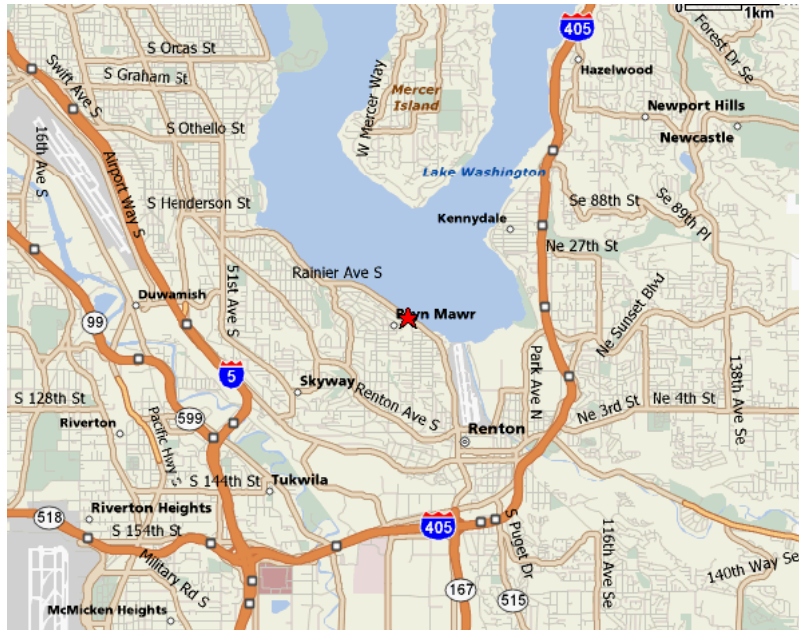 0 1km
405
Forest Dr Se
S Orcas St
Swift Ave S
S Graham St
W Mercer Way
Mercer
Island
Hazelwood
Newport Hills
Newcastle
16th Ave S
S Othello St
Airport Way S
Lake Washington
S Henderson St
Kennydale
Se 88th St
Se 89th Pl
Ne 27th St
51st Ave S
Rainier Ave S
Duwamish
99
Mawr
Ne Sunset Blvd
5
Skyway
Renton Ave S
Park Ave N
138th Ave Se
S 128th St
Riverton
599
Pacific Hwy S
Ne 3rd St
Ne 4th St
Renton
S 144th St
Tukwila
518
Riverton Heights
S 154th St
405
S Puget Dr
116th Ave Se
140th Way Se
Military Rd S
167
515
McMicken Heights